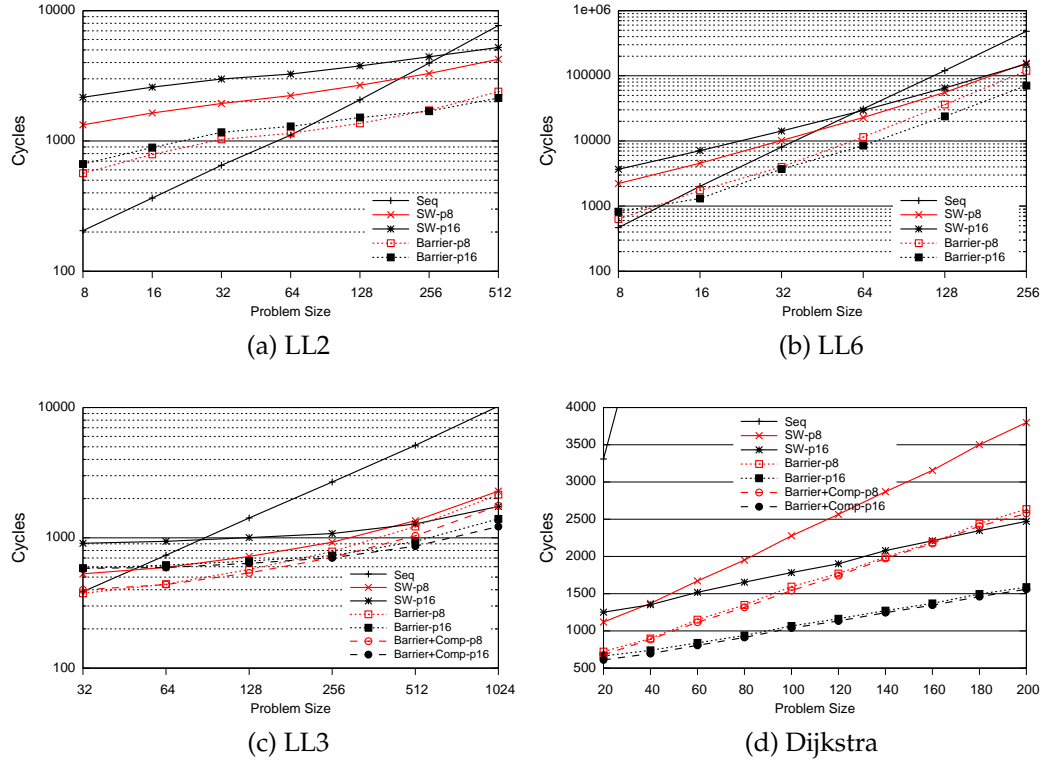 10000
1000
100
Cycles
8 16 32 64 128 256 512
Problem Size
Seq
SW-p8
SW-p16
Barrier-p8
Barrier-p16
(a) LL2
1e+06
100000
10000
1000
100
Cycles
8 16 32 64 128 256
Problem Size
Seq
SW-p8
SW-p16
Barrier-p8
Barrier-p16
(b) LL6
10000
1000
100
Cycles
32 64 128 256 512 1024
Problem Size
Seq
SW-p8
SW-p16
Barrier-p8
Barrier-p16
Barrier+Comp-p8
Barrier+Comp-p16
(c) LL3
4000
3500
3000
2500
2000
1500
1000
500
Cycles
20 40 60 80 100 120 140 160 180 200
Problem Size
Seq
SW-p8
SW-p16
Barrier-p8
Barrier-p16
Barrier+Comp-p8
Barrier+Comp-p16
(d) Dijkstra